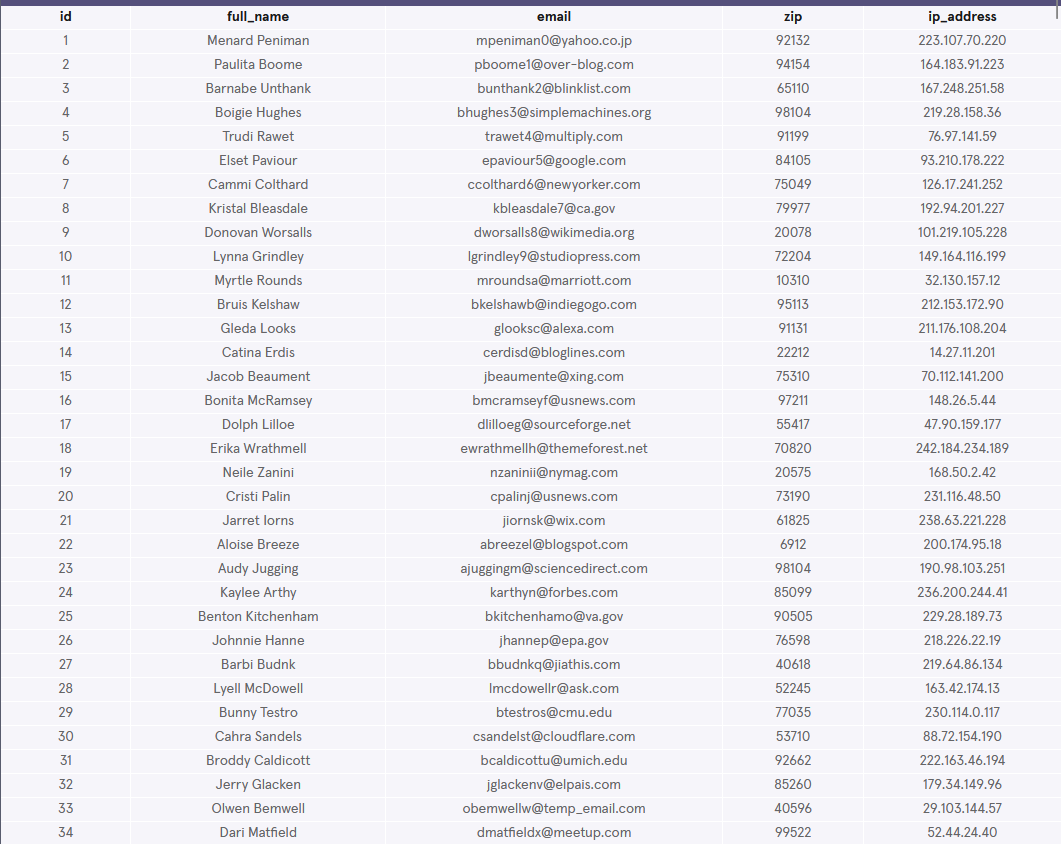 id full_name email zip ip_address
1 Menard Peniman mpeniman0@yahoo.co.jp 92132 223.107.70.220
2 Paulita Boome pboome1@over-blog.com 94154 164.183.91.223
3 Barnabe Unthank bunthank2@blinklist.com 65110 167.248.251.58
4 Boigie Hughes bhughes3@simplemachines.org 98104 219.28.158.36
5 Trudi Rawet trawet4@multiply.com 91199 76.97.141.59
6 Elset Paviour epaviour5@google.com 84105 93.210.178.222
7 Cammi Colthard ccolthard6@newyorker.com 75049 126.17.241.252
8 Kristal Bleasdale kbleasdale7@ca.gov 79977 192.94.201.227
9 Donovan Worsalls dworsalls8@wikimedia.org 20078 101.219.105.228
10 Lynna Grindley lgrindley9@studiopress.com 72204 149.164.116.199
11 Myrtle Rounds mroundsa@marriott.com 10310 32.130.157.12
12 Bruis Kelshaw bkelshawb@indiegogo.com 95113 212.153.172.90
13 Gleda Looks glooksc@alexa.com 91131 211.176.108.204
14 Catina Erdis cerdisd@bloglines.com 22212 14.27.11.201
15 Jacob Beaument jbeaumente@xing.com 75310 70.112.141.200
16 Bonita McRamsey bmcramseyf@usnews.com 97211 148.26.5.44
17 Dolph Lilloe dlilloeg@sourceforge.net 55417 47.90.159.177
18 Erika Wrathmell ewrathmellh@themeforest.net 70820 242.184.234.189
19 Neile Zanini nzaninii@nymag.com 20575 168.50.2.42
20 Cristi Palin cpalinj@usnews.com 73190 231.116.48.50
21 Jarret Iorns jiornsk@wix.com 61825 238.63.221.228
22 Aloise Breeze abreezel@blogspot.com 6912 200.174.95.18
23 Audy Jugging ajuggingm@sciencedirect.com 98104 190.98.103.251
24 Kaylee Arthy karthyn@forbes.com 85099 236.200.244.41
25 Benton Kitchenham bkitchenhamo@va.gov 90505 229.28.189.73
26 Johnnie Hanne jhannep@epa.gov 76598 218.226.22.19
27 Barbi Budnk bbudnkq@jiathis.com 40618 219.64.86.134
28 Lyell McDowell lmcdowellr@ask.com 52245 163.42.174.13
29 Bunny Testro btestros@cmu.edu 77035 230.114.0.117
30 Cahra Sandels csandelst@cloudflare.com 53710 88.72.154.190
31 Broddy Caldicott bcaldicottu@umich.edu 92662 222.163.46.194
32 Jerry Glacken jglackenv@elpais.com 85260 179.34.149.96
33 Olwen Bemwell obemwellw@temp_email.com 40596 29.103.144.57
34 Dari Matfield dmatfieldx@meetup.com 99522 52.44.24.40